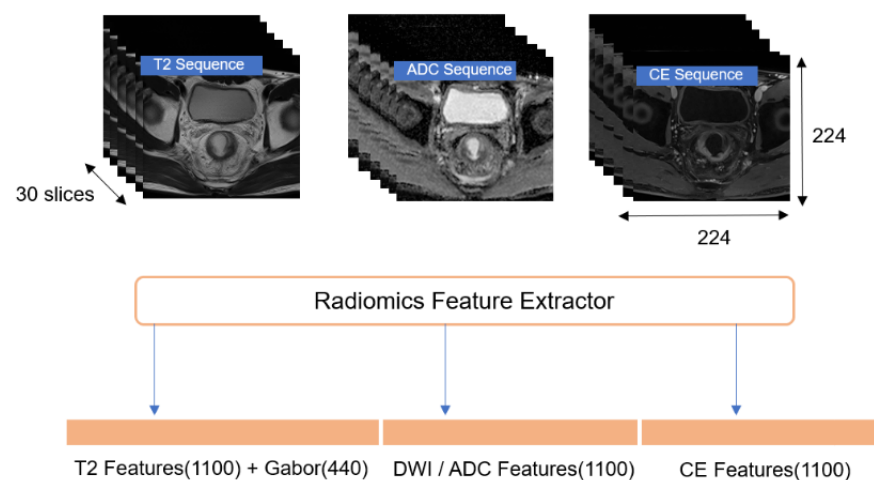 T2 Sequence
ADC Sequence
CE Sequence
224
30 slices
224
Radiomics Feature Extractor
T2 Features(1100) + Gabor(440)
DWI / ADC Features(1100)
CE Features(1100)